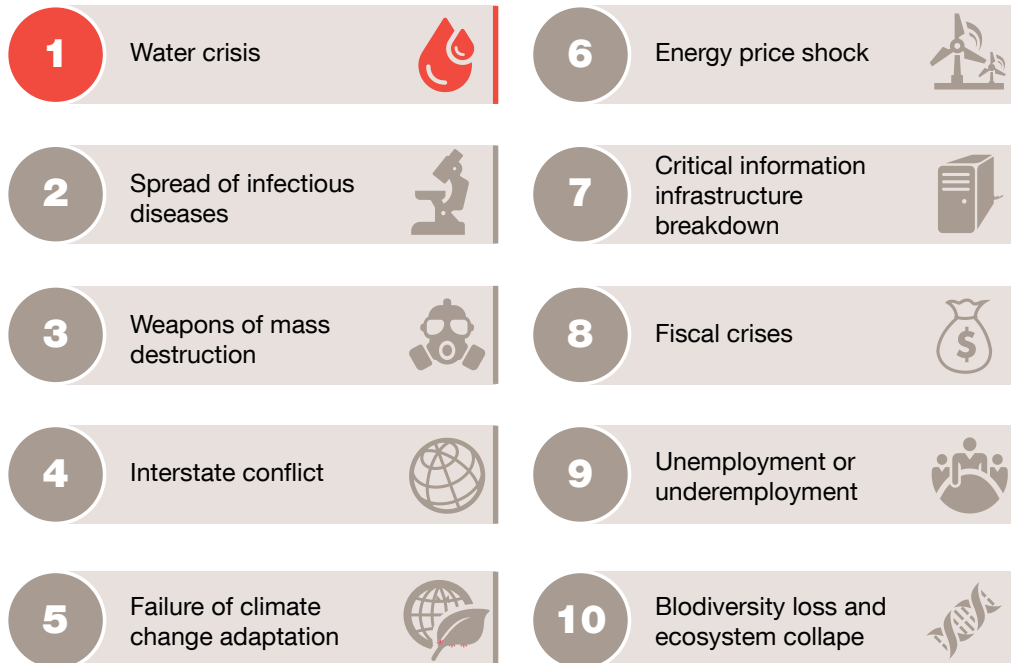 1
Water crisis
2
Spread of infectious
diseases
3
Weapons of mass
destruction
4
Interstate conflict
5
Failure of climate
change adaptation
6
Energy price shock
7
Critical information
infrastructure
breakdown
8
Fiscal crises
$
9
Unemployment or
underemployment
10
Blodiversity loss and
ecosystem collape